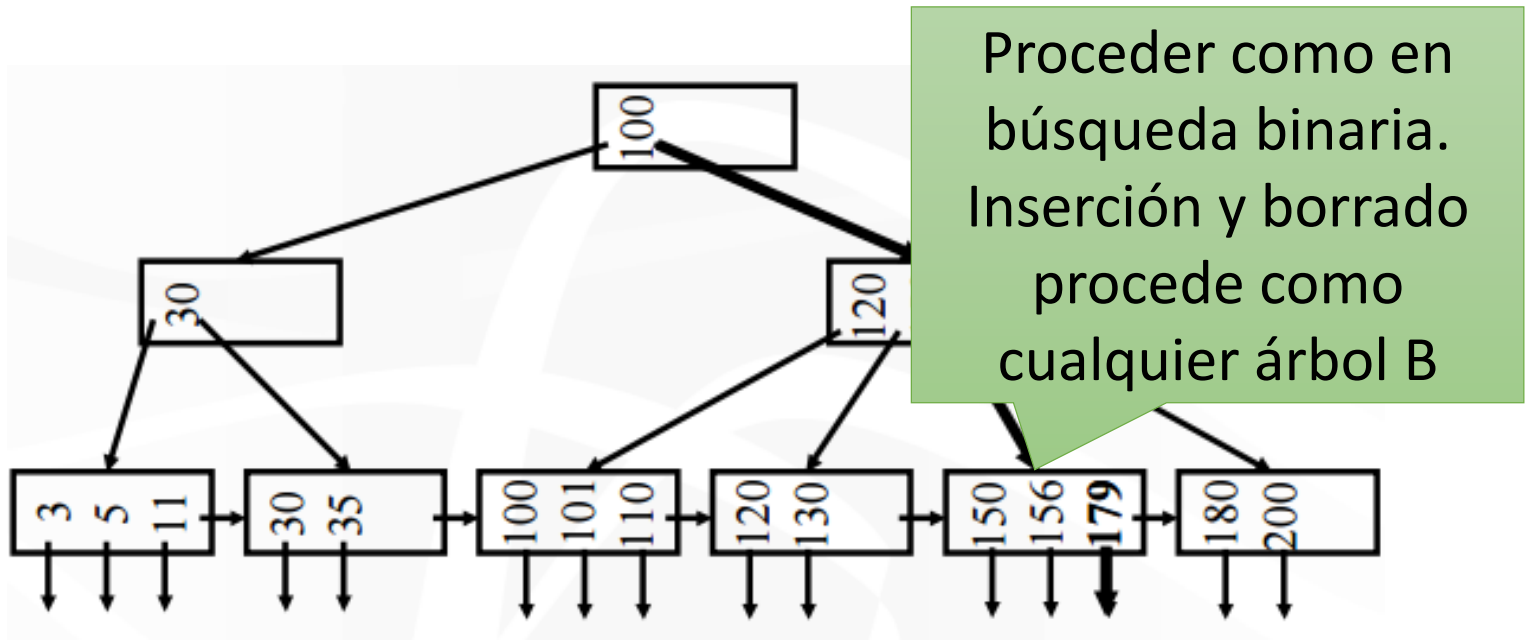 Proceder como en
búsqueda binaria.
Inserción y borrado
procede como
cualquier árbol B
100
30
120
3 5 11
30 35
100 101 110
120 130
150 156 179
180 200